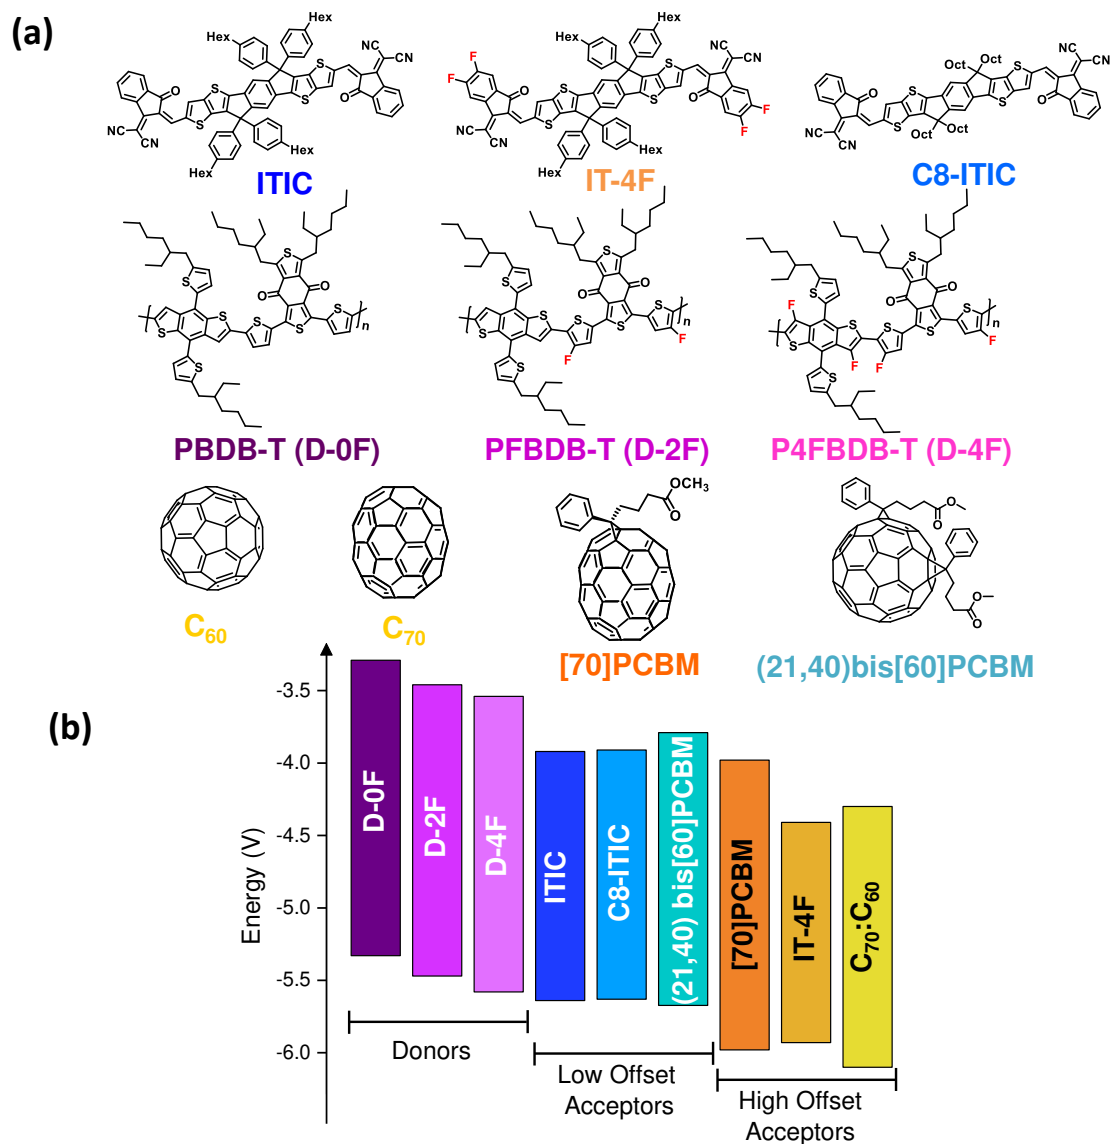 (a)
Hex
Hex
Hex
Hex
O
O
S
S
S
S
NC
CN
NC
CN
ITIC
Hex
Hex
Hex
Hex
F
F
F
F
O
O
S
S
S
S
NC
CN
NC
CN
IT-4F
Oct
Oct
Oct
Oct
O
O
S
S
S
S
NC
CN
NC
CN
C8-ITIC
S
S
S
S
S
S
S
S
O
O
n
PBDB-T (D-0F)
S
S
S
S
S
S
S
S
O
O
F
F
n
PFBDB-T (D-2F)
S
S
S
S
S
S
S
S
O
O
F
F
F
F
n
P4FBDB-T (D-4F)
C60
C70
OCH3
O
[70]PCBM
O
O
O
O
(21,40)bis[60]PCBM
(b)
Energy (V)
-3.5
-4.0
-4.5
-5.0
-5.5
-6.0
D-0F
D-2F
D-4F
ITIC
C8-ITIC
(21,40) bis[60]PCBM
[70]PCBM
IT-4F
C70:C60
Donors
Low Offset
Acceptors
High Offset
Acceptors